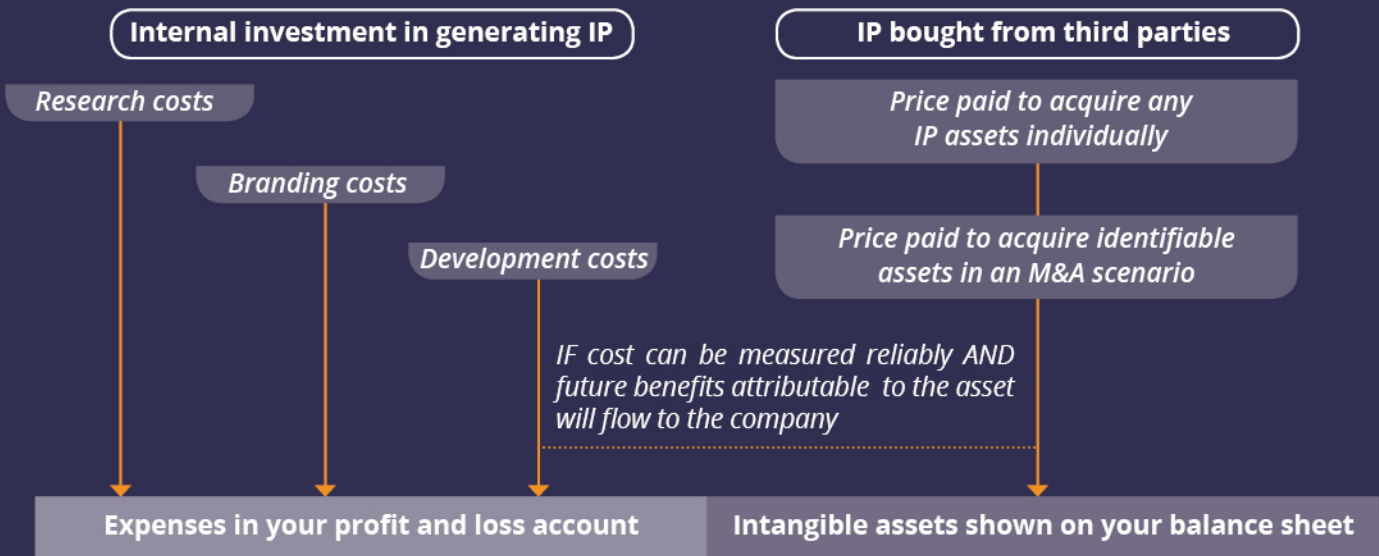 Internal investment in generating IP
IP bought from third parties
Research costs
Price paid to acquire any
IP assets individually
Branding costs
Price paid to acquire identifiable
assets in an M&A scenario
Development costs
IF cost can be measured reliably AND
future benefits attributable to the asset
will flow to the company
Expenses in your profit and loss account
Intangible assets shown on your balance sheet